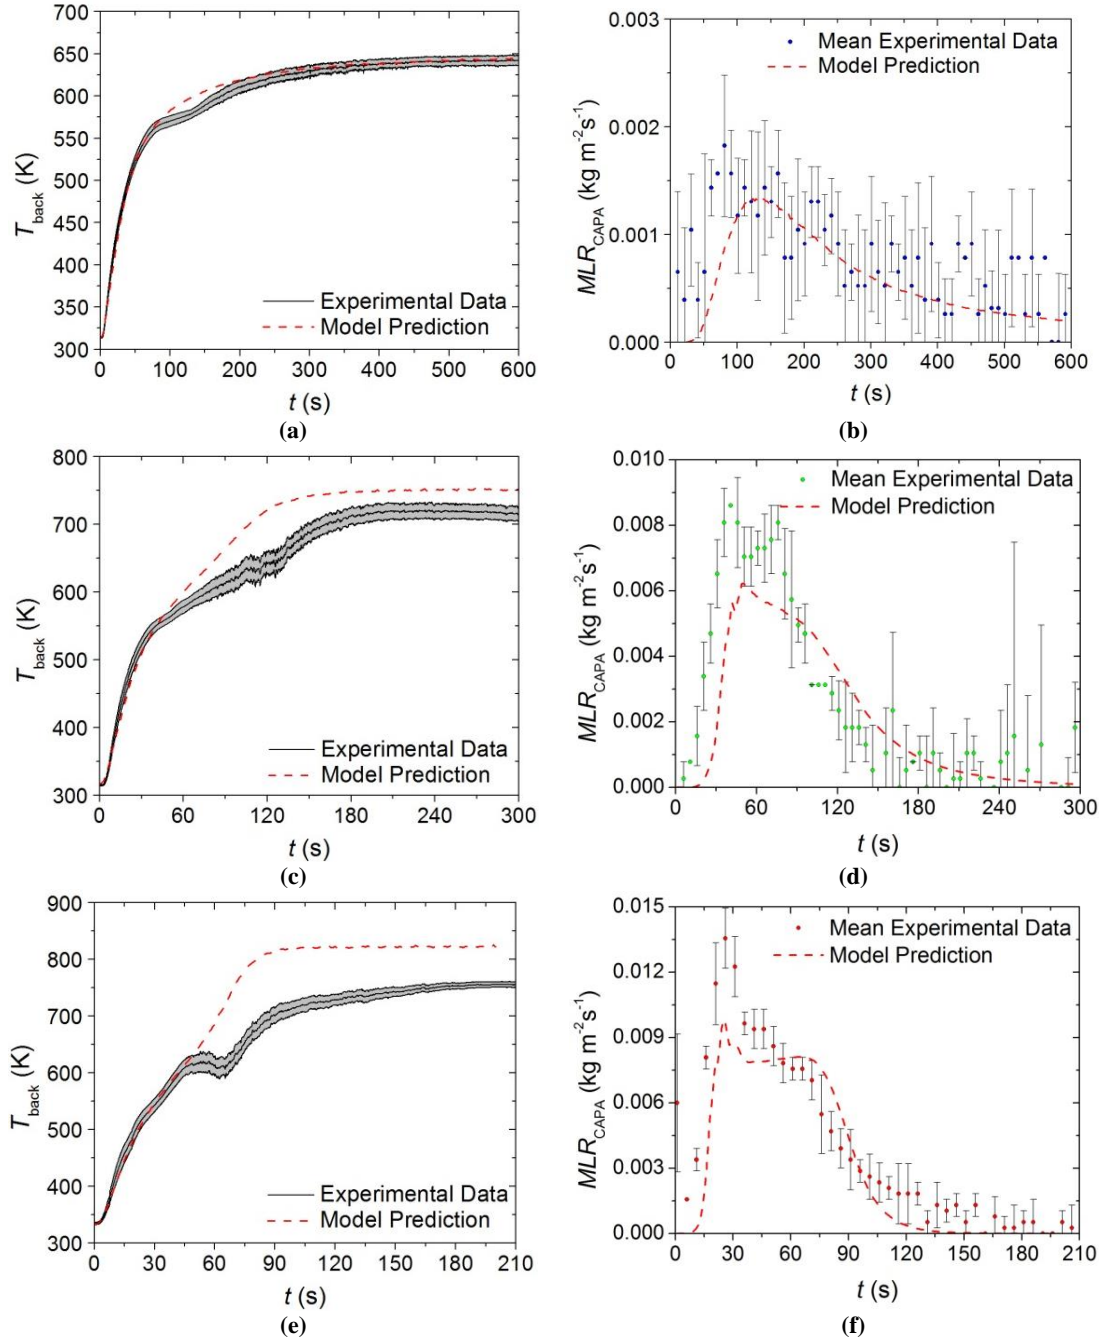 700
650
600
550
500
450
400
350
300
0 100 200 300 400 500 600
T_back (K)
t (s)
Experimental Data
Model Prediction
(a)
0.003
0.002
0.001
0.000
0 100 200 300 400 500 600
MLR_CAPA (kg m⁻²s⁻¹)
t (s)
Mean Experimental Data
Model Prediction
(b)
800
700
600
500
400
300
0 60 120 180 240 300
T_back (K)
t (s)
Experimental Data
Model Prediction
(c)
0.010
0.008
0.006
0.004
0.002
0.000
0 60 120 180 240 300
MLR_CAPA (kg m⁻²s⁻¹)
t (s)
Mean Experimental Data
Model Prediction
(d)
900
800
700
600
500
400
300
0 30 60 90 120 150 180 210
T_back (K)
t (s)
Experimental Data
Model Prediction
(e)
0.015
0.012
0.009
0.006
0.003
0.000
0 30 60 90 120 150 180 210
MLR_CAPA (kg m⁻²s⁻¹)
t (s)
Mean Experimental Data
Model Prediction
(f)